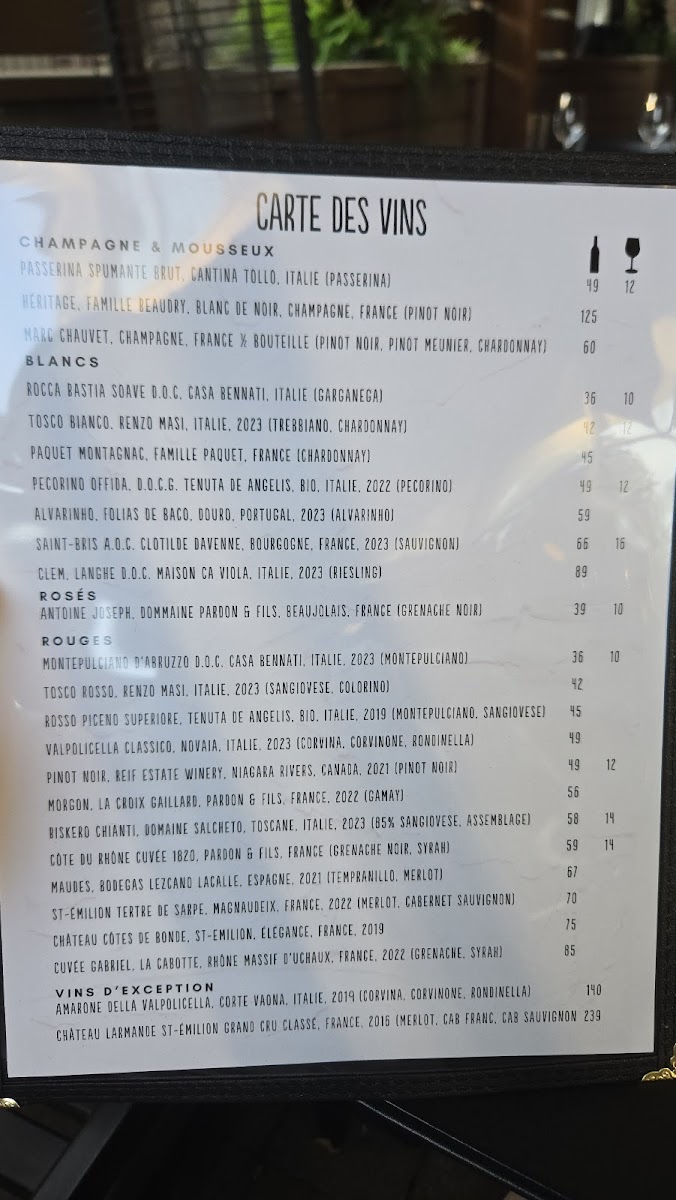 CARTE DES VINS
CHAMPAGNE & MOUSSEUX
PASSERINA SPUMANTE BRUT, CANTINA TOLLO, ITALIE (PASSERINA) 49 12
HÉRITAGE, FAMILLE BEAUDRY, BLANC DE NOIR, CHAMPAGNE, FRANCE (PINOT NOIR) 125
MARC CHAUVET, CHAMPAGNE, FRANCE ½ BOUTEILLE (PINOT NOIR, PINOT MEUNIER, CHARDONNAY) 60
BLANCS
ROCCA BASTIA SOAVE D.O.C. CASA BENNATI, ITALIE (GARGANEGA) 36 10
TOSCO BIANCO, RENZO MASI, ITALIE, 2023 (TREBBIANO, CHARDONNAY) 42 12
PAQUET MONTAGNAC, FAMILLE PAQUET, FRANCE (CHARDONNAY) 45
PECORINO OFFIDA, D.O.C.G. TENUTA DE ANGELIS, BIO, ITALIE, 2022 (PECORINO) 49 12
ALVARINHO, FOLIAS DE BACO, DOURO, PORTUGAL, 2023 (ALVARINHO) 59
SAINT-BRIS A.O.C. CLOTILDE DAVENNE, BOURGOGNE, FRANCE, 2023 (SAUVIGNON) 66 16
CLEM, LANGHE D.O.C. MAISON CA VIOLA, ITALIE, 2023 (RIESLING) 89
ROSÉS
ANTOINE JOSEPH, DOMMAINE PARDON & FILS, BEAUJOLAIS, FRANCE (GRENACHE NOIR) 39 10
ROUGES
MONTEPULCIANO D'ABRUZZO D.O.C. CASA BENNATI, ITALIE, 2023 (MONTEPULCIANO) 36 10
TOSCO ROSSO, RENZO MASI, ITALIE, 2023 (SANGIOVESE, COLORINO) 42
ROSSO PICENO SUPERIORE, TENUTA DE ANGELIS, BIO, ITALIE, 2019 (MONTEPULCIANO, SANGIOVESE) 45
VALPOLICELLA CLASSICO, NOVAIA, ITALIE, 2023 (CORVINA, CORVINONE, RONDINELLA) 49
PINOT NOIR, REIF ESTATE WINERY, NIAGARA RIVERS, CANADA, 2021 (PINOT NOIR) 49 12
MORGON, LA CROIX GAILLARD, PARDON & FILS, FRANCE, 2022 (GAMAY) 56
BISKERO CHIANTI, DOMAINE SALCHETO, TOSCANE, ITALIE, 2023 (85% SANGIOVESE, ASSEMBLAGE) 58 14
CÔTE DU RHÔNE CUVÉE 1820, PARDON & FILS, FRANCE (GRENACHE NOIR, SYRAH) 59 14
MAUDES, BODEGAS LEZCANO LACALLE, ESPAGNE, 2021 (TEMPRANILLO, MERLOT) 67
ST-ÉMILION TERTRE DE SARPE, MAGNAUDEIX, FRANCE, 2022 (MERLOT, CABERNET SAUVIGNON) 70
CHÂTEAU CÔTES DE BONDE, ST-EMILION, ÉLÉGANCE, FRANCE, 2019 75
CUVÉE GABRIEL, LA CABOTTE, RHÔNE MASSIF D'UCHAUX, FRANCE, 2022 (GRENACHE, SYRAH) 85
VINS D'EXCEPTION
AMARONE DELLA VALPOLICELLA, CORTE VAONA, ITALIE, 2019 (CORVINA, CORVINONE, RONDINELLA) 140
CHÂTEAU LARMANDE ST-ÉMILION GRAND CRU CLASSÉ, FRANCE, 2016 (MERLOT, CAB FRANC, CAB SAUVIGNON 239